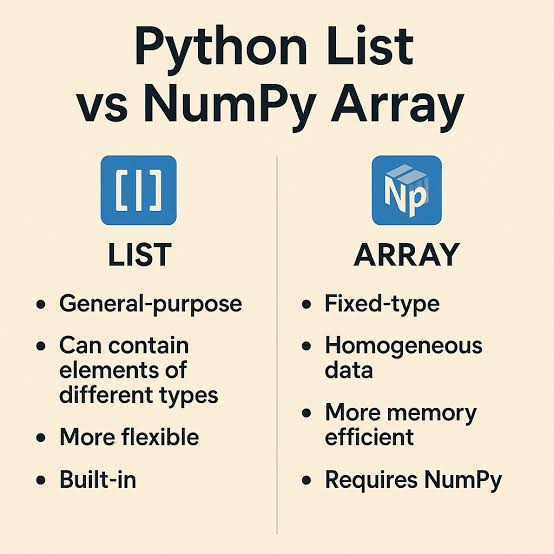 Python List
vs NumPy Array
[|]
Np
LIST
ARRAY
• General-purpose
• Can contain
elements of
different types
• More flexible
• Built-in
• Fixed-type
• Homogeneous
data
• More memory
efficient
• Requires NumPy